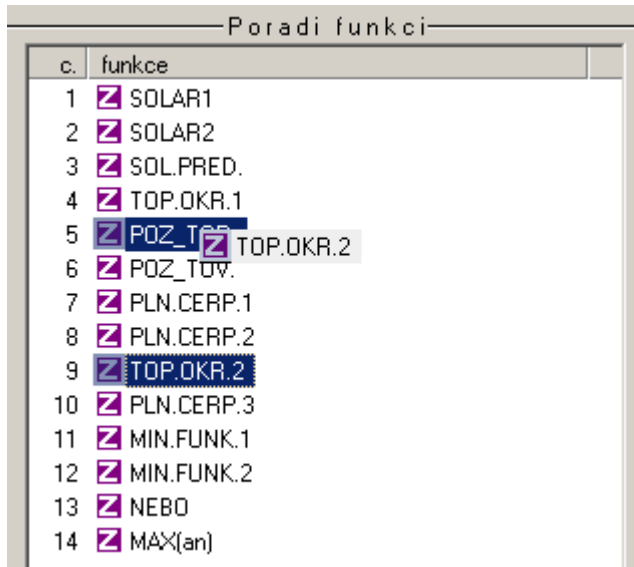 Poradi funkci
c. funkce
1 SOLAR1
2 SOLAR2
3 SOL.PRED.
4 TOP.OKR.1
5 TOP.OKR.2
6 POZ_TOV.
7 PLN.CERP.1
8 PLN.CERP.2
9 TOP.OKR.2
10 PLN.CERP.3
11 MIN.FUNK.1
12 MIN.FUNK.2
13 NEBO
14 MAX(an)